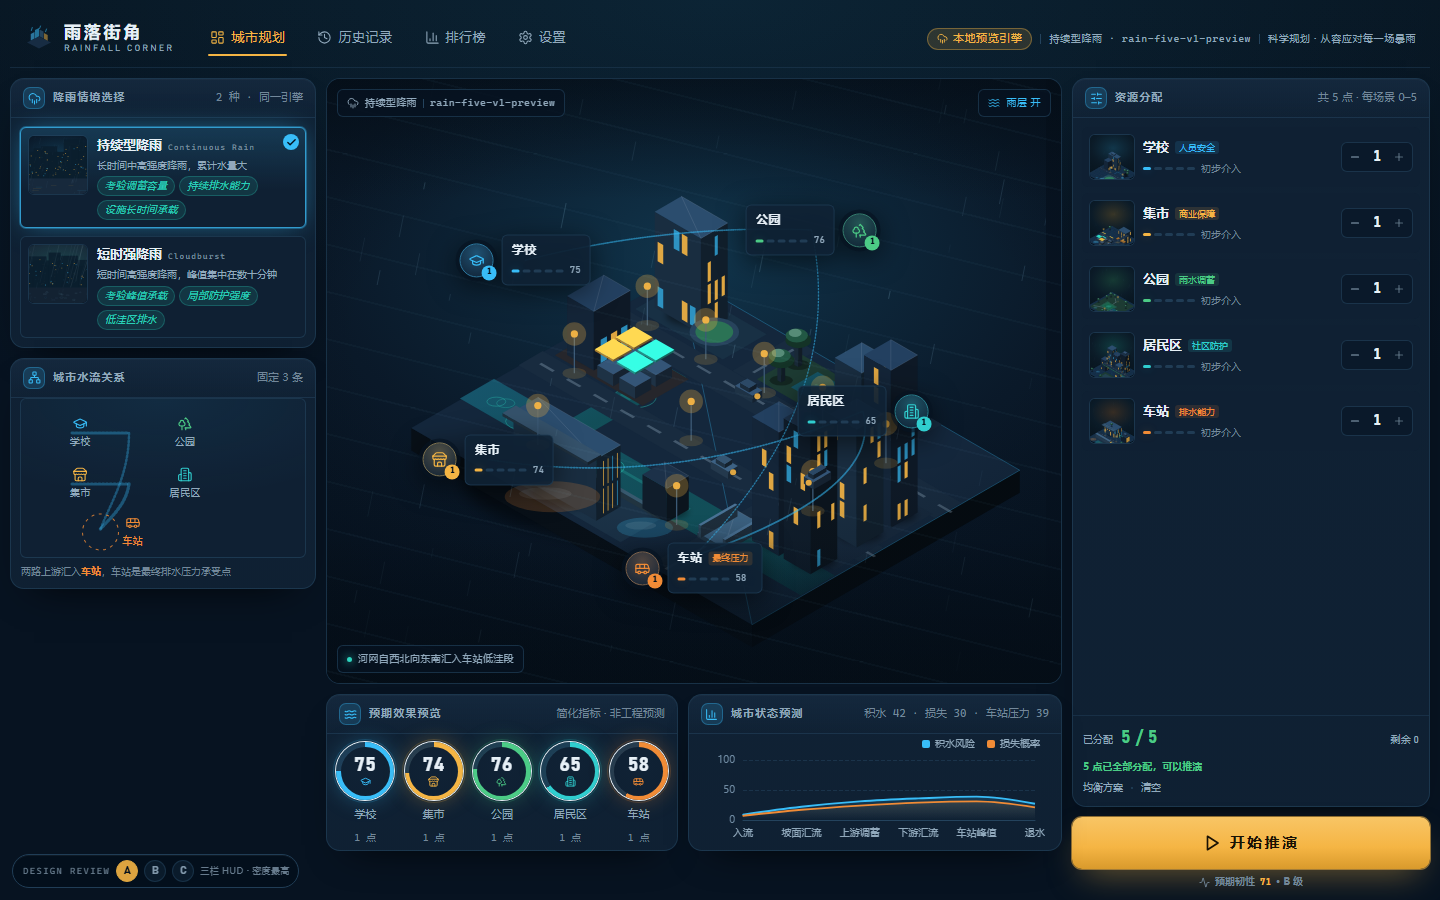 雨落街角
RAINFALL CORNER
城市规划
历史记录
排行榜
设置
本地预览引擎
持续型降雨 · rain-five-v1-preview
科学规划 · 从容应对每一场暴雨
降雨情境选择
2 种 · 同一引擎
持续型降雨 Continuous Rain
长时间中高强度降雨，累计水量大
考验调蓄容量
持续排水能力
设施长时间承载
短时强降雨 Cloudburst
短时间高强度降雨，峰值集中在数十分钟
考验峰值承载
局部防护强度
低洼区排水
城市水流关系
固定 3 条
学校
公园
集市
居民区
车站
两路上游汇入车站，车站是最终排水压力承受点
持续型降雨 | rain-five-v1-preview
雨层 开
公园
76
1
学校
75
1
居民区
65
1
集市
74
1
车站 最终压力
58
1
河网自西北向东南汇入车站低洼段
预期效果预览
简化指标 · 非工程预测
75
74
76
65
58
学校
集市
公园
居民区
车站
1 点
1 点
1 点
1 点
1 点
城市状态预测
积水 42 · 损失 30 · 车站压力 39
积水风险
损失概率
100
50
0
入流
坡面汇流
上游调蓄
下游汇流
车站峰值
退水
资源分配
共 5 点 · 每场景 0–5
学校 人员安全
初步介入
− 1 +
集市 商业保障
初步介入
− 1 +
公园 雨水调蓄
初步介入
− 1 +
居民区 社区防护
初步介入
− 1 +
车站 排水能力
初步介入
− 1 +
已分配 5 / 5
剩余 0
5 点已全部分配，可以推演
均衡方案 · 清空
开始推演
预期韧性 71 • B 级
DESIGN REVIEW A B C 三栏 HUD · 密度最高